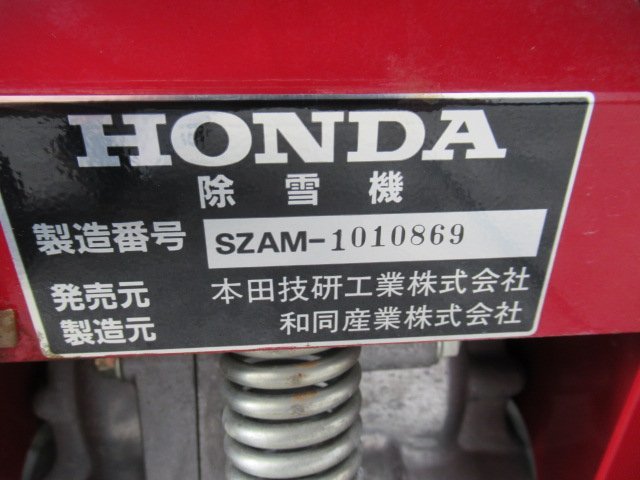 HONDA
除雪機
製造番号 SZAM-1010869
発売元 本田技研工業株式会社
製造元 和同産業株式会社